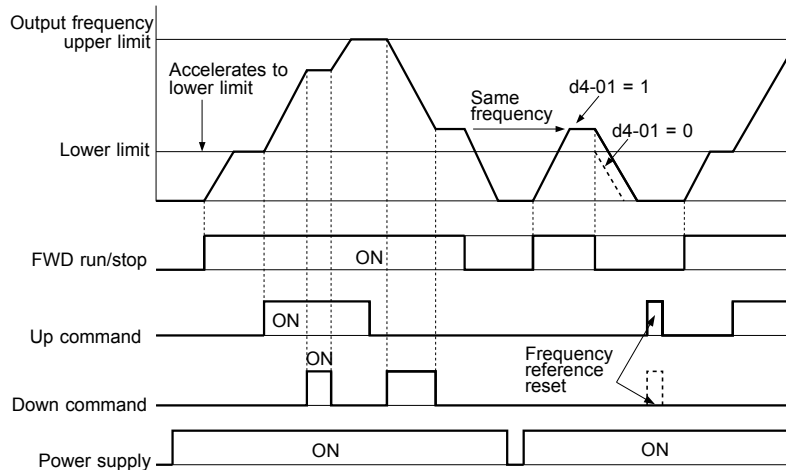 Output frequency
upper limit
Accelerates to
lower limit
Same
frequency
d4-01 = 1
d4-01 = 0
Lower limit
FWD run/stop
ON
Up command
ON
ON
Frequency
reference
reset
Down command
Power supply
ON
ON